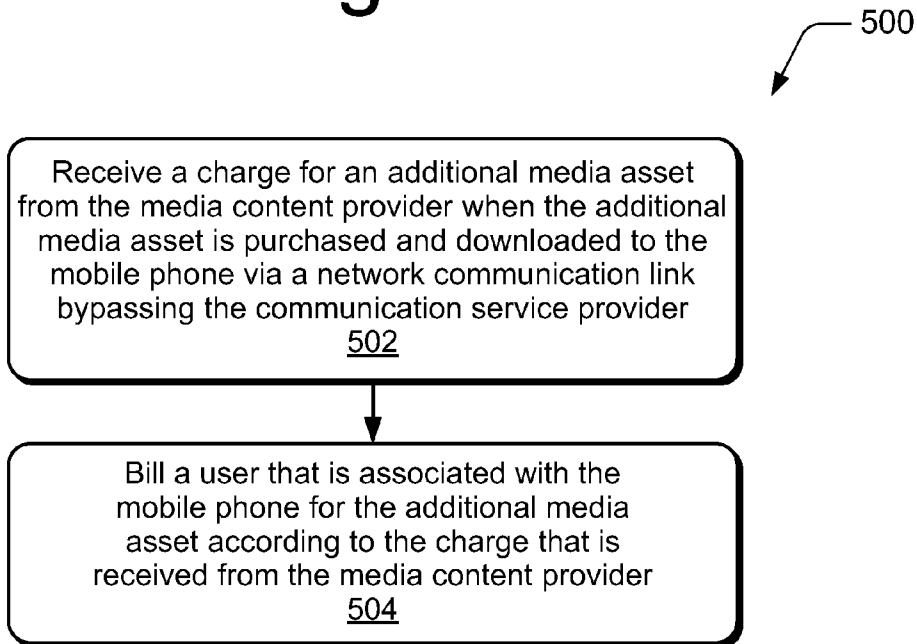 500
Receive a charge for an additional media asset
from the media content provider when the additional
media asset is purchased and downloaded to the
mobile phone via a network communication link
bypassing the communication service provider
502
Bill a user that is associated with the
mobile phone for the additional media
asset according to the charge that is
received from the media content provider
504